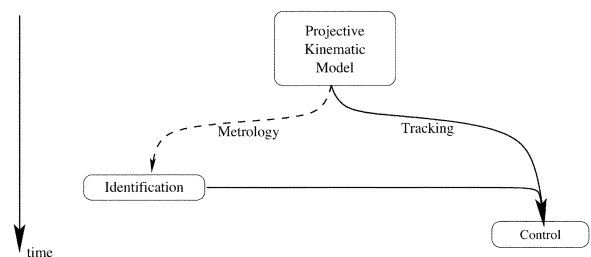 Projective
Kinematic
Model
Metrology
Tracking
Identification
Control
time